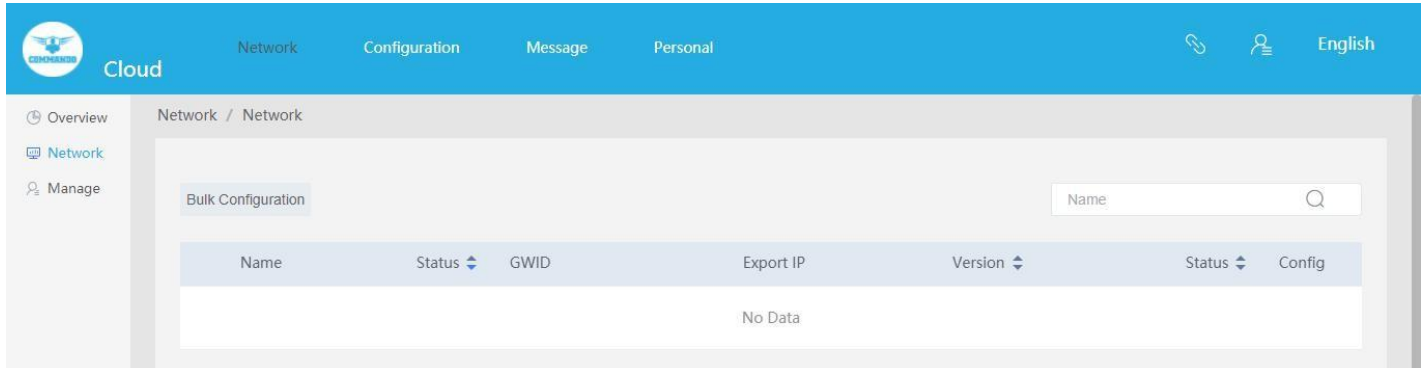 COMMANDO
Cloud
Network Configuration Message Personal English
Overview
Network
Manage
Network / Network
Bulk Configuration
Name
Name Status GWID Export IP Version Status Config
No Data